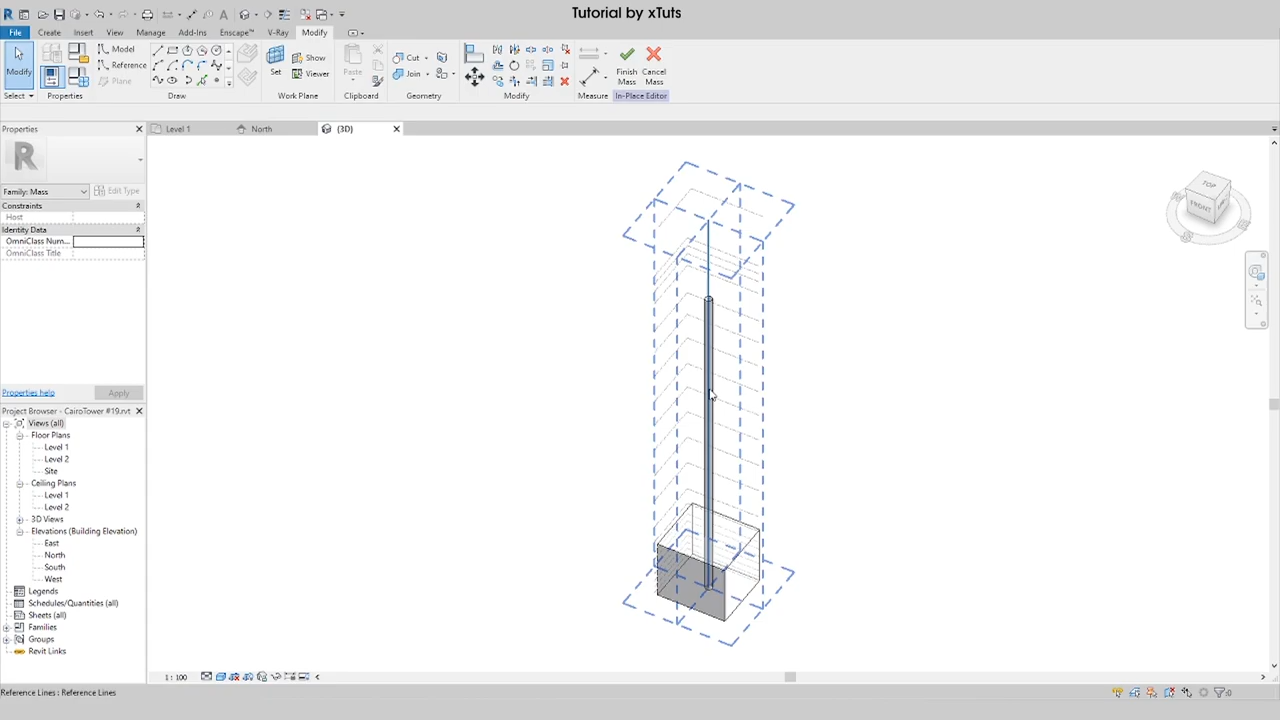 Tutorial by xTuts
File Create Insert View Manage Add-Ins Enscape™ V-Ray Modify
Modify
Select
Properties
Model
Reference
Plane
Draw
Set
Show
Viewer
Work Plane
Paste
Clipboard
Cut
Join
Geometry
Modify
Measure
Finish Mass
Cancel Mass
In-Place Editor
Properties
Level 1
North
(3D)
R
Family: Mass
Edit Type
Constraints
Host
Identity Data
OmniClass Num...
OmniClass Title
Properties help
Apply
Project Browser - CairoTower #19.rvt
Views (all)
Floor Plans
Level 1
Level 2
Site
Ceiling Plans
Level 1
Level 2
3D Views
Elevations (Building Elevation)
East
North
South
West
Legends
Schedules/Quantities (all)
Sheets (all)
Families
Groups
Revit Links
TOP
FRONT
1 : 100
Reference Lines : Reference Lines
:0